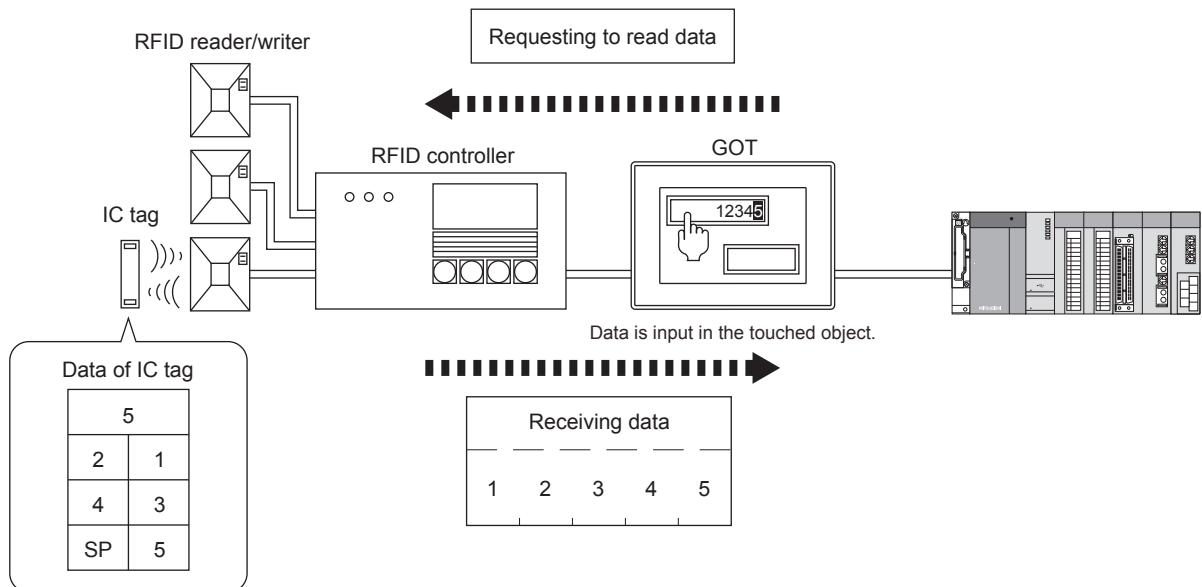 Requesting to read data
RFID reader/writer
RFID controller
GOT
12345
IC tag
Data is input in the touched object.
Data of IC tag
5
2 1
4 3
SP 5
Receiving data
1 2 3 4 5